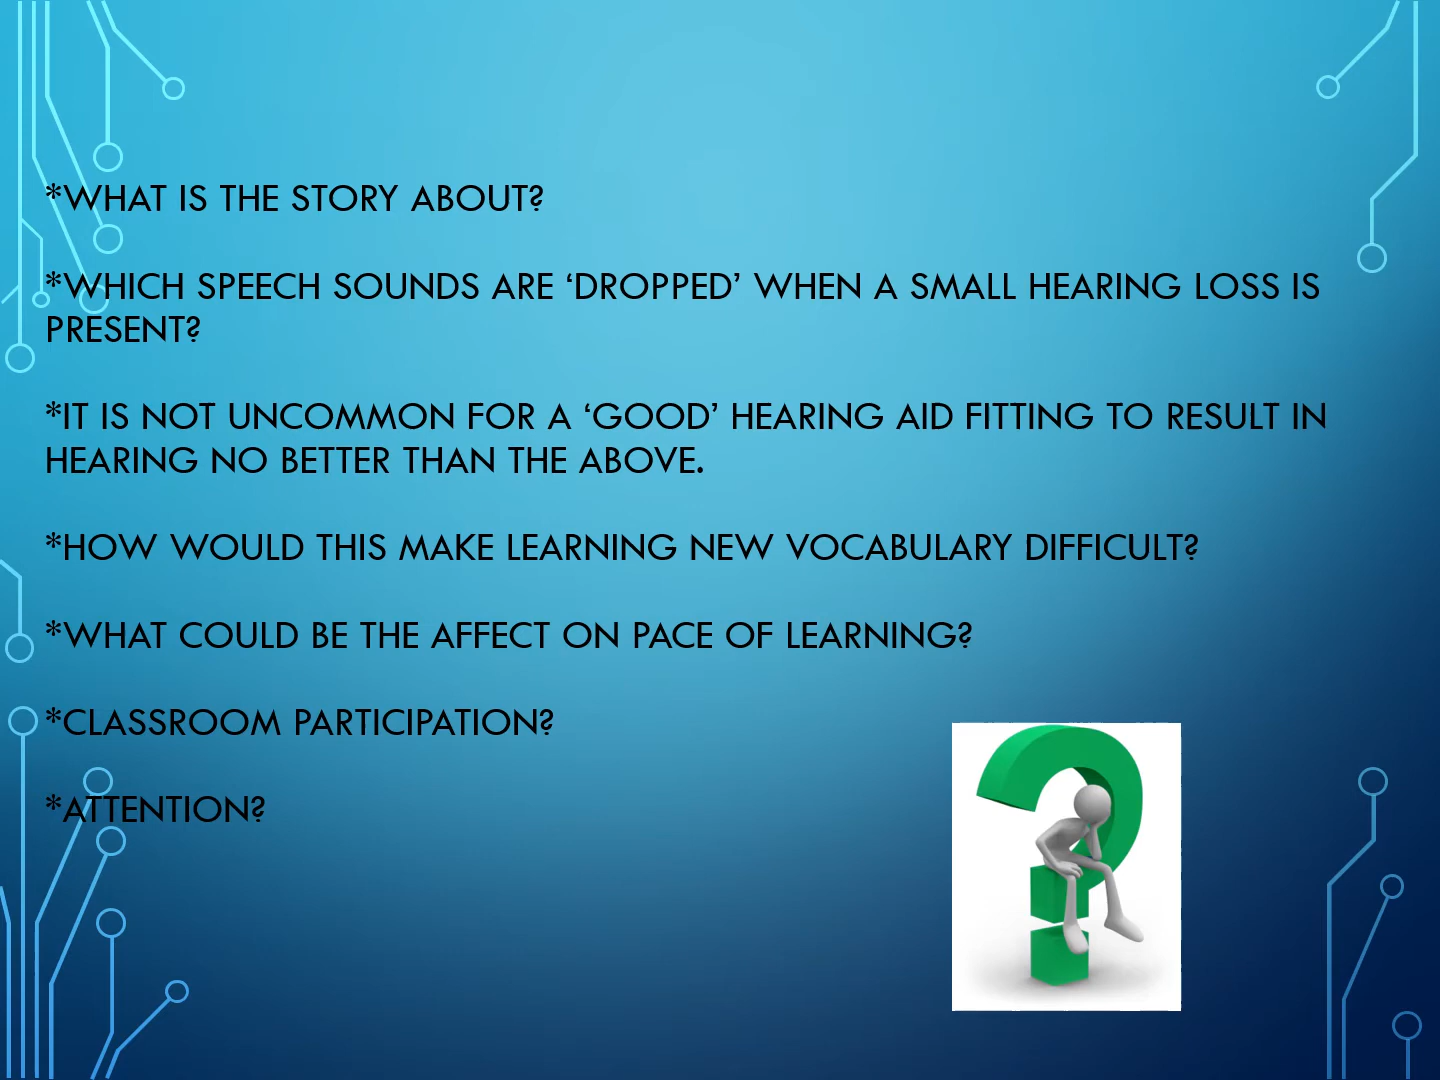 *WHAT IS THE STORY ABOUT?
*WHICH SPEECH SOUNDS ARE ‘DROPPED’ WHEN A SMALL HEARING LOSS IS
PRESENT?
*IT IS NOT UNCOMMON FOR A ‘GOOD’ HEARING AID FITTING TO RESULT IN
HEARING NO BETTER THAN THE ABOVE.
*HOW WOULD THIS MAKE LEARNING NEW VOCABULARY DIFFICULT?
*WHAT COULD BE THE AFFECT ON PACE OF LEARNING?
*CLASSROOM PARTICIPATION?
*ATTENTION?